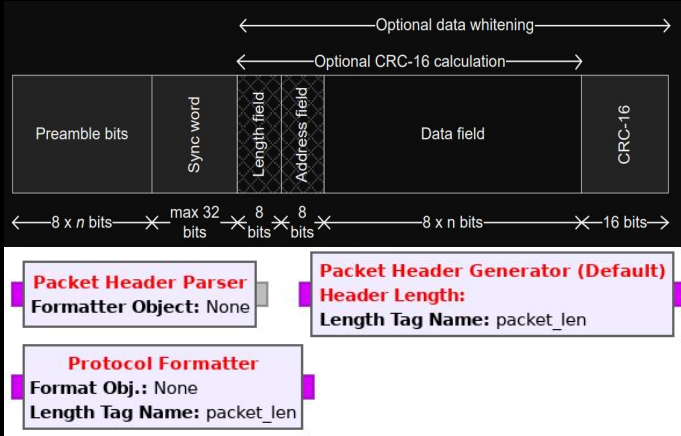 Optional data whitening
Optional CRC-16 calculation
Preamble bits
Sync word
Length field
Address field
Data field
CRC-16
8 x n bits
max 32
bits
8
bits
8
bits
8 x n bits
16 bits
Packet Header Parser
Formatter Object: None
Packet Header Generator (Default)
Header Length:
Length Tag Name: packet_len
Protocol Formatter
Format Obj.: None
Length Tag Name: packet_len